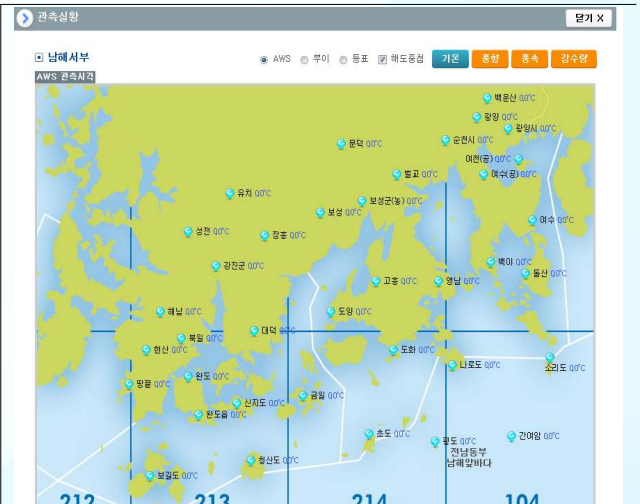 관측실황
닫기 X
남해서부
AWS 부이 등표 해도중첩 기온 풍향 풍속 강수량
AWS 관측시각
백운산 0.0°C
광양 0.0°C
광양시 0.0°C
문덕 0.0°C
순천시 0.0°C
여천(공) 0.0°C
벌교 0.0°C
여수(공) 0.0°C
유치 0.0°C
보성군(농) 0.0°C
보성 0.0°C
여수 0.0°C
성전 0.0°C
장흥 0.0°C
강진군 0.0°C
백야 0.0°C
돌산 0.0°C
고흥 0.0°C
영남 0.0°C
해남 0.0°C
도양 0.0°C
대덕 0.0°C
북일 0.0°C
현산 0.0°C
도화 0.0°C
나로도 0.0°C
소리도 0.0°C
땅끝 0.0°C
완도 0.0°C
금일 0.0°C
신지도 0.0°C
완도읍 0.0°C
초도 0.0°C
평도 0.0°C
간여암 0.0°C
전남동부
남해앞바다
청산도 0.0°C
보길도 0.0°C
212 213 214 104